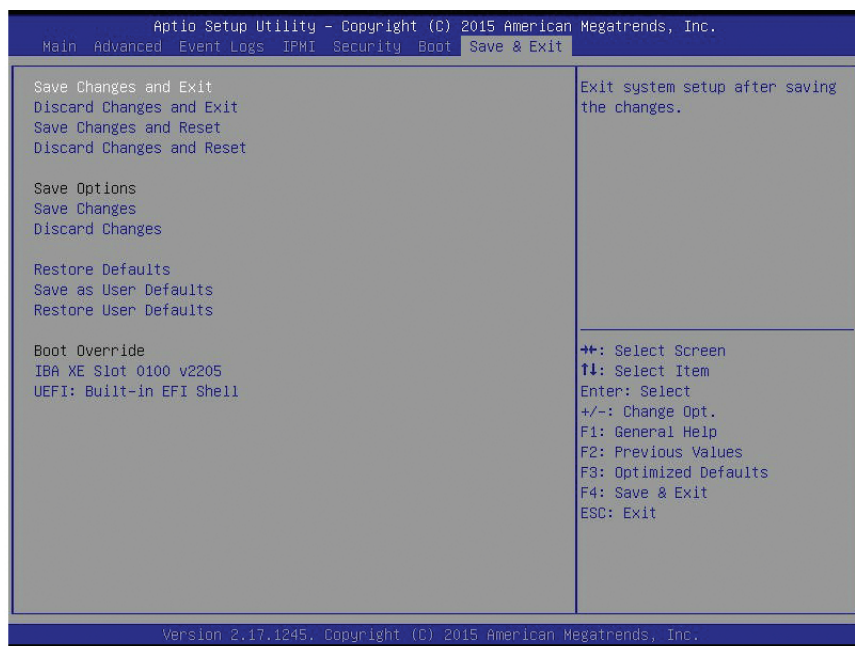 Aptio Setup Utility – Copyright (C) 2015 American Megatrends, Inc.
Main Advanced Event Logs IPMI Security Boot Save & Exit
Save Changes and Exit
Discard Changes and Exit
Save Changes and Reset
Discard Changes and Reset
Save Options
Save Changes
Discard Changes
Restore Defaults
Save as User Defaults
Restore User Defaults
Boot Override
IBA XE Slot 0100 v2205
UEFI: Built-in EFI Shell
Exit system setup after saving
the changes.
→←: Select Screen
↑↓: Select Item
Enter: Select
+/-: Change Opt.
F1: General Help
F2: Previous Values
F3: Optimized Defaults
F4: Save & Exit
ESC: Exit
Version 2.17.1245. Copyright (C) 2015 American Megatrends, Inc.